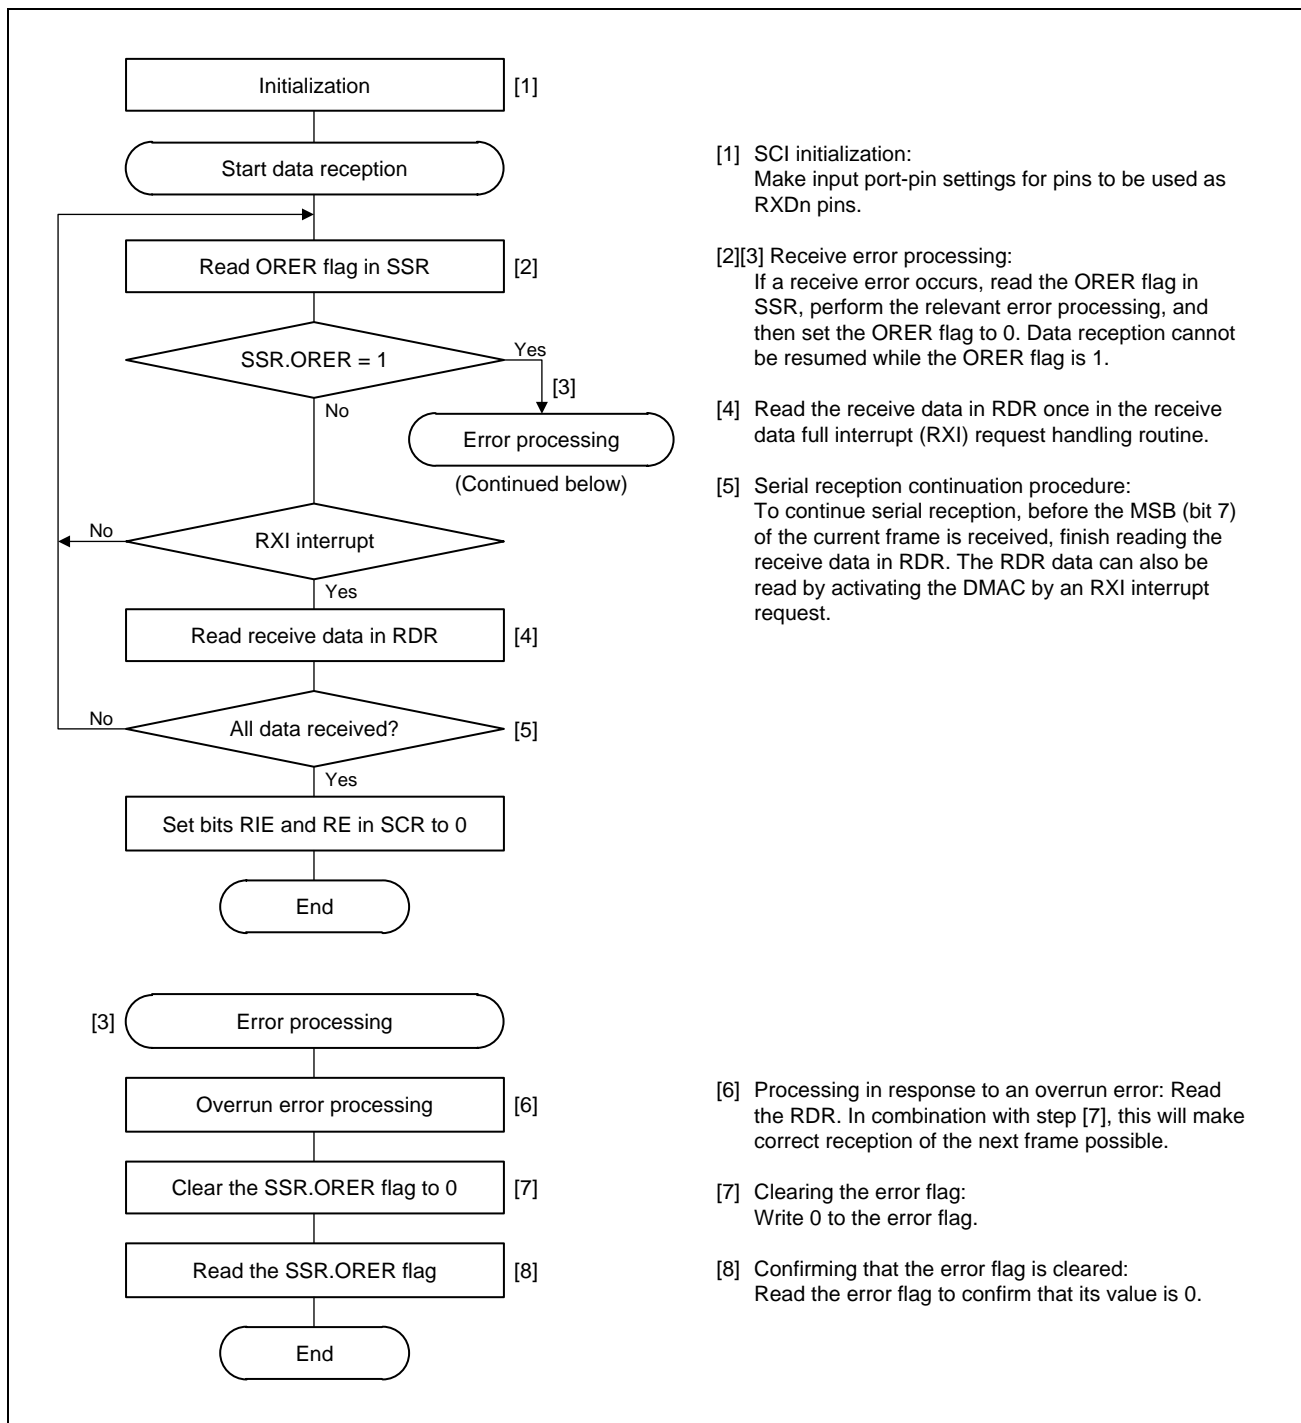 Initialization
[1]
Start data reception
Read ORER flag in SSR
[2]
SSR.ORER = 1
Yes
[3]
No
Error processing
(Continued below)
No
RXI interrupt
Yes
Read receive data in RDR
[4]
No
All data received?
[5]
Yes
Set bits RIE and RE in SCR to 0
End
[1] SCI initialization:
Make input port-pin settings for pins to be used as
RXDn pins.
[2][3] Receive error processing:
If a receive error occurs, read the ORER flag in
SSR, perform the relevant error processing, and
then set the ORER flag to 0. Data reception cannot
be resumed while the ORER flag is 1.
[4] Read the receive data in RDR once in the receive
data full interrupt (RXI) request handling routine.
[5] Serial reception continuation procedure:
To continue serial reception, before the MSB (bit 7)
of the current frame is received, finish reading the
receive data in RDR. The RDR data can also be
read by activating the DMAC by an RXI interrupt
request.
[3]
Error processing
Overrun error processing
[6]
Clear the SSR.ORER flag to 0
[7]
Read the SSR.ORER flag
[8]
End
[6] Processing in response to an overrun error: Read
the RDR. In combination with step [7], this will make
correct reception of the next frame possible.
[7] Clearing the error flag:
Write 0 to the error flag.
[8] Confirming that the error flag is cleared:
Read the error flag to confirm that its value is 0.